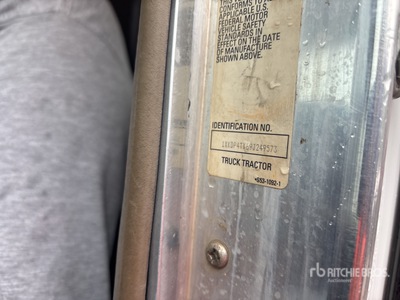 CONFORMS TO
APPLICABLE U.S.
FEDERAL MOTOR
VEHICLE SAFETY
STANDARDS IN
EFFECT ON THE DATE
OF MANUFACTURE
SHOWN ABOVE.
IDENTIFICATION NO.
TRUCK TRACTOR
rb RITCHIE BROS.
Auctioneers